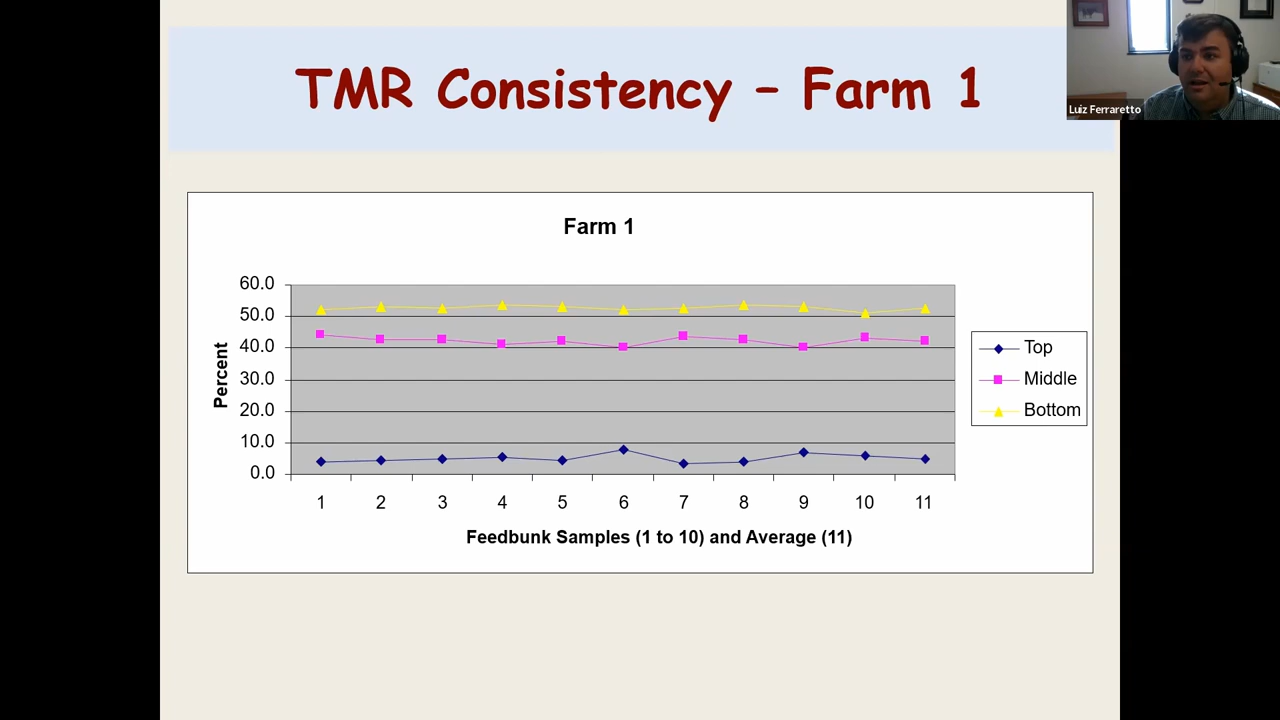 TMR Consistency – Farm 1
Luiz Ferraretto
Farm 1
60.0
50.0
40.0
30.0
20.0
10.0
0.0
Percent
1 2 3 4 5 6 7 8 9 10 11
Feedbunk Samples (1 to 10) and Average (11)
Top
Middle
Bottom